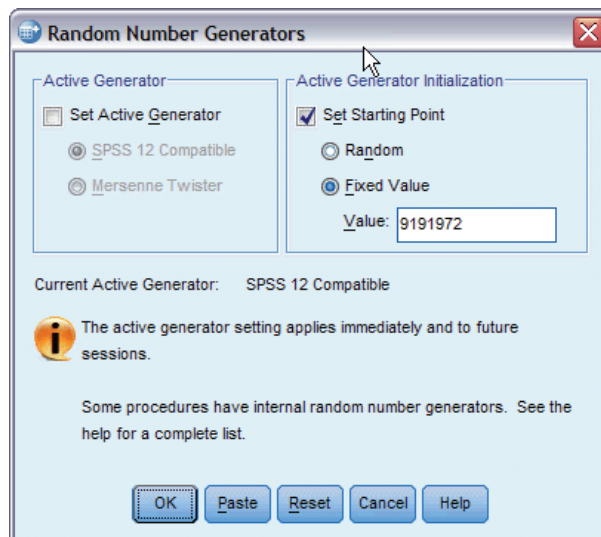 Random Number Generators
Active Generator
Set Active Generator
SPSS 12 Compatible
Mersenne Twister
Active Generator Initialization
Set Starting Point
Random
Fixed Value
Value: 9191972
Current Active Generator: SPSS 12 Compatible
The active generator setting applies immediately and to future
sessions.
Some procedures have internal random number generators. See the
help for a complete list.
OK Paste Reset Cancel Help